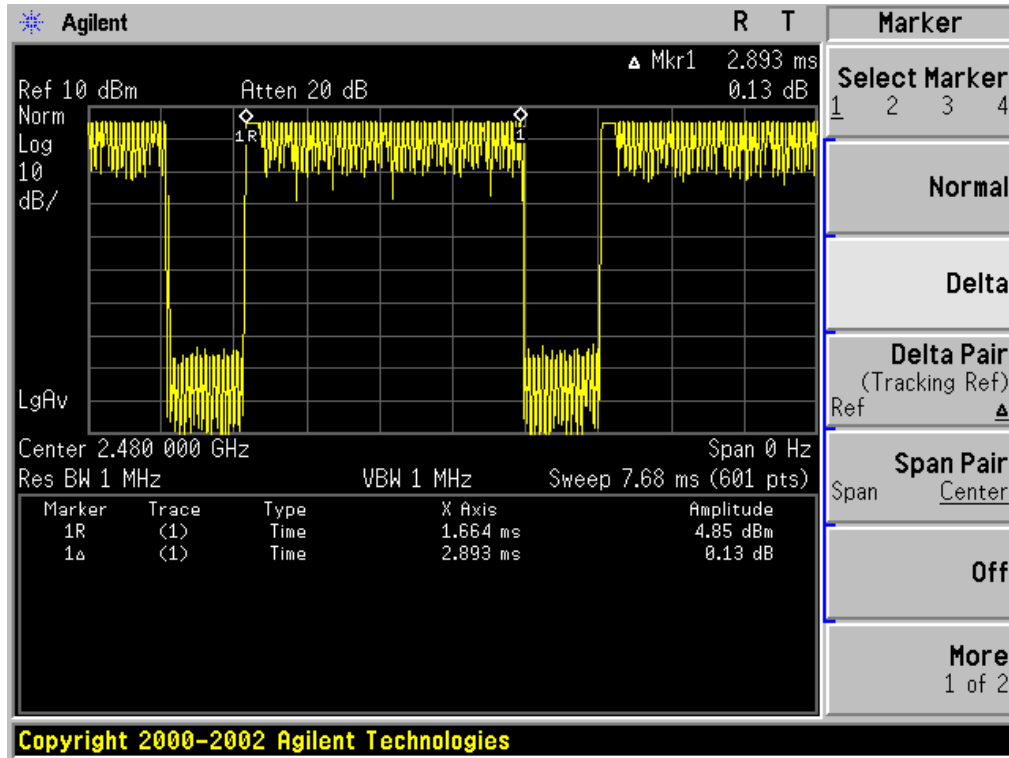 Agilent
R T
Marker
▲ Mkr1 2.893 ms
Ref 10 dBm Atten 20 dB 0.13 dB
Norm
Log
10
dB/
1R
1
LgAv
Center 2.480 000 GHz Span 0 Hz
Res BW 1 MHz VBW 1 MHz Sweep 7.68 ms (601 pts)
Marker Trace Type X Axis Amplitude
1R (1) Time 1.664 ms 4.85 dBm
1▵ (1) Time 2.893 ms 0.13 dB
Select Marker
1 2 3 4
Normal
Delta
Delta Pair
(Tracking Ref)
Ref ▵
Span Pair
Span Center
Off
More
1 of 2
Copyright 2000-2002 Agilent Technologies